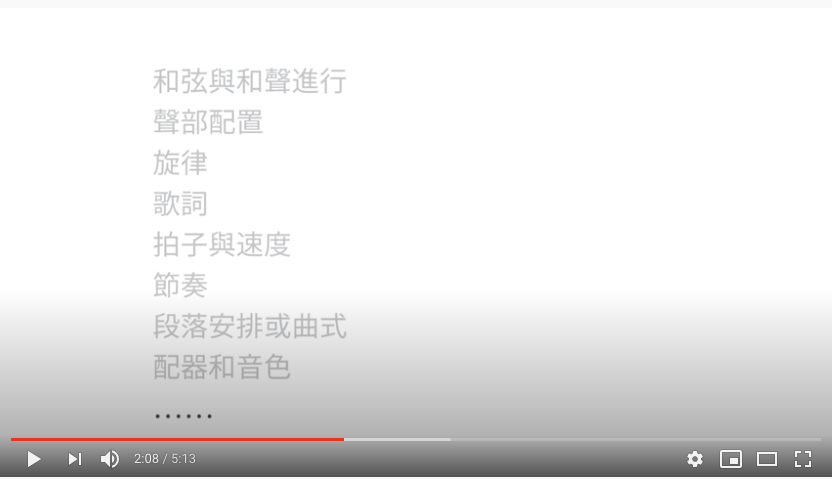 和弦與和聲進行
聲部配置
旋律
歌詞
拍子與速度
節奏
段落安排或曲式
配器和音色
······
2:08 / 5:13